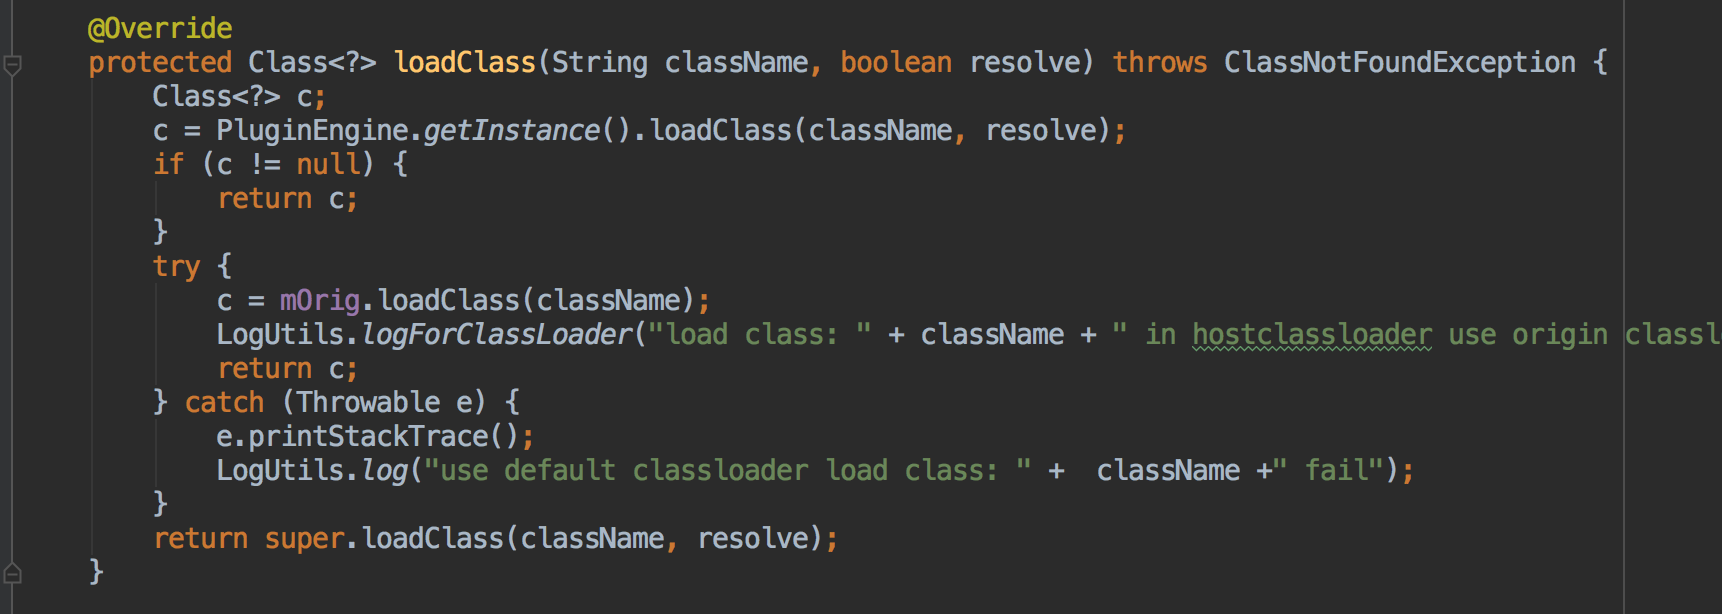 @Override
protected Class<?> loadClass(String className, boolean resolve) throws ClassNotFoundException {
Class<?> c;
c = PluginEngine.getInstance().loadClass(className, resolve);
if (c != null) {
return c;
}
try {
c = mOrig.loadClass(className);
LogUtils.logForClassLoader("load class: " + className + " in hostclassloader use origin classl
return c;
} catch (Throwable e) {
e.printStackTrace();
LogUtils.log("use default classloader load class: " +  className +" fail");
}
return super.loadClass(className, resolve);
}